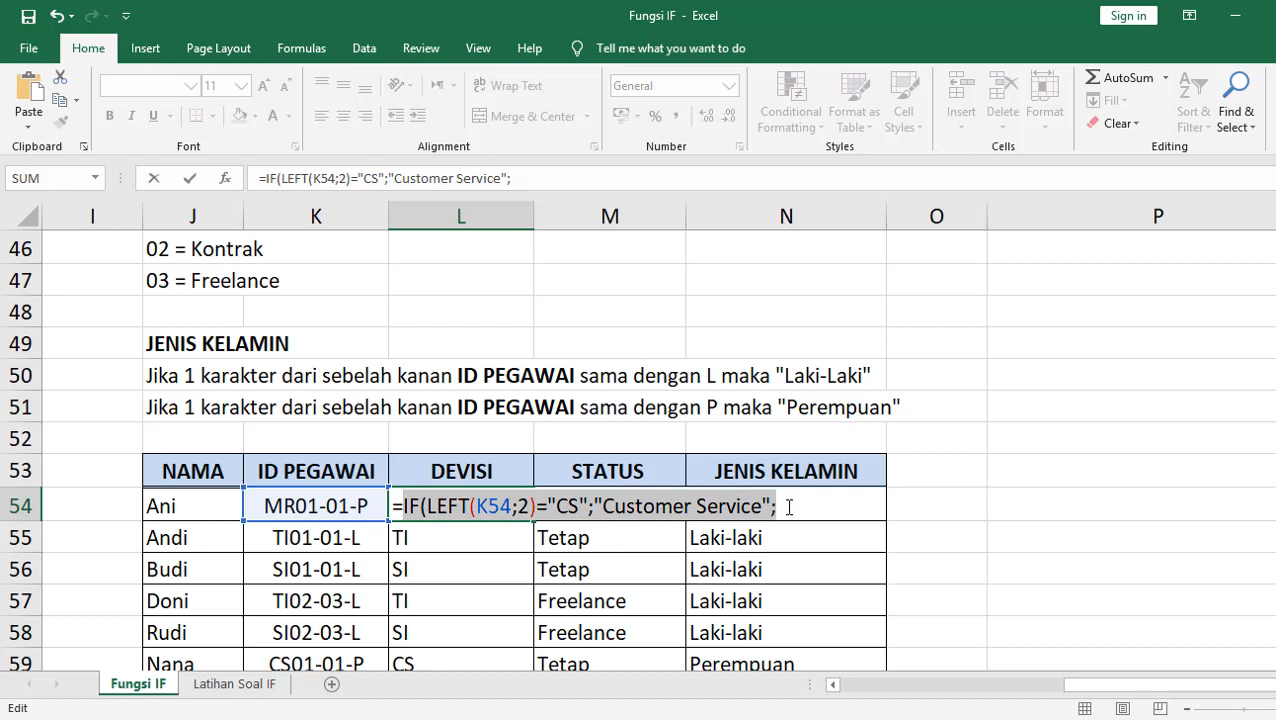 Fungsi IF - Excel
Sign in
File Home Insert Page Layout Formulas Data Review View Help Tell me what you want to do
Paste
Clipboard
11
B I U
Font
Wrap Text
Merge & Center
Alignment
General
Number
Conditional Formatting
Format as Table
Cell Styles
Styles
Insert
Delete
Format
Cells
AutoSum
Fill
Clear
Sort & Filter
Find & Select
Editing
SUM
fx
=IF(LEFT(K54;2)="CS";"Customer Service";
I J K L M N O P
46 02 = Kontrak
47 03 = Freelance
48
49 JENIS KELAMIN
50 Jika 1 karakter dari sebelah kanan ID PEGAWAI sama dengan L maka "Laki-Laki"
51 Jika 1 karakter dari sebelah kanan ID PEGAWAI sama dengan P maka "Perempuan"
52
53 NAMA ID PEGAWAI DEVISI STATUS JENIS KELAMIN
54 Ani MR01-01-P =IF(LEFT(K54;2)="CS";"Customer Service";
55 Andi TI01-01-L TI Tetap Laki-laki
56 Budi SI01-01-L SI Tetap Laki-laki
57 Doni TI02-03-L TI Freelance Laki-laki
58 Rudi SI02-03-L SI Freelance Laki-laki
59 Nana CS01-01-P CS Tetap Perempuan
Fungsi IF Latihan Soal IF
Edit